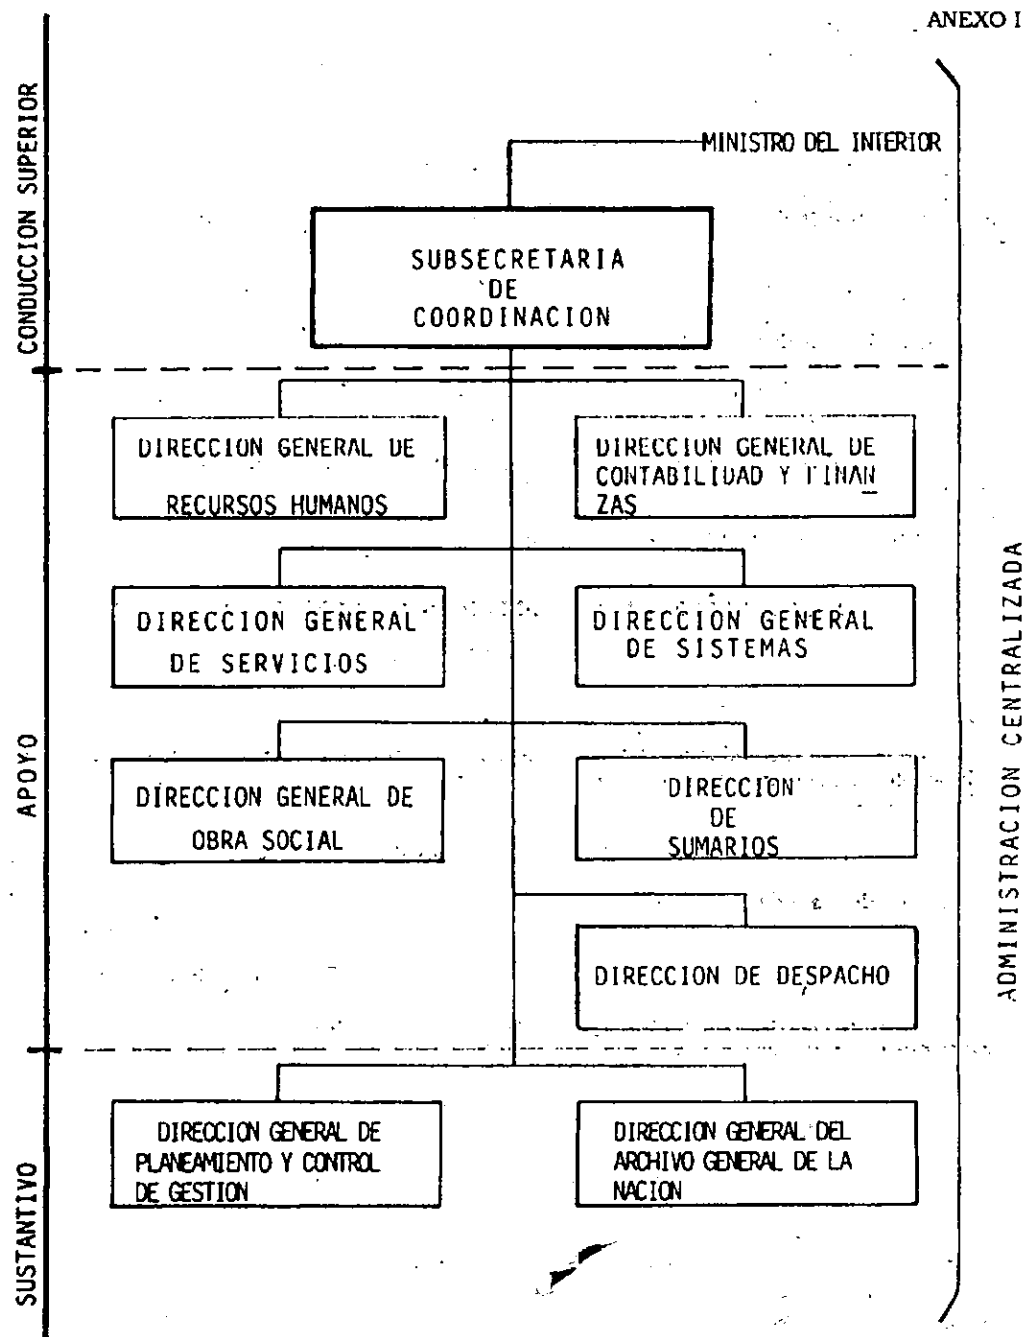 ANEXO I
CONDUCCION SUPERIOR
MINISTRO DEL INTERIOR
SUBSECRETARIA
DE
COORDINACION
APOYO
DIRECCION GENERAL DE
RECURSOS HUMANOS
DIRECCION GENERAL DE
CONTABILIDAD Y FINAN
ZAS
DIRECCION GENERAL
DE SERVICIOS
DIRECCION GENERAL
DE SISTEMAS
DIRECCION GENERAL DE
OBRA SOCIAL
DIRECCION
DE
SUMARIOS
DIRECCION DE DESPACHO
SUSTANTIVO
DIRECCION GENERAL DE
PLANEAMIENTO Y CONTROL
DE GESTION
DIRECCION GENERAL DEL
ARCHIVO GENERAL DE LA
NACION
ADMINISTRACION CENTRALIZADA